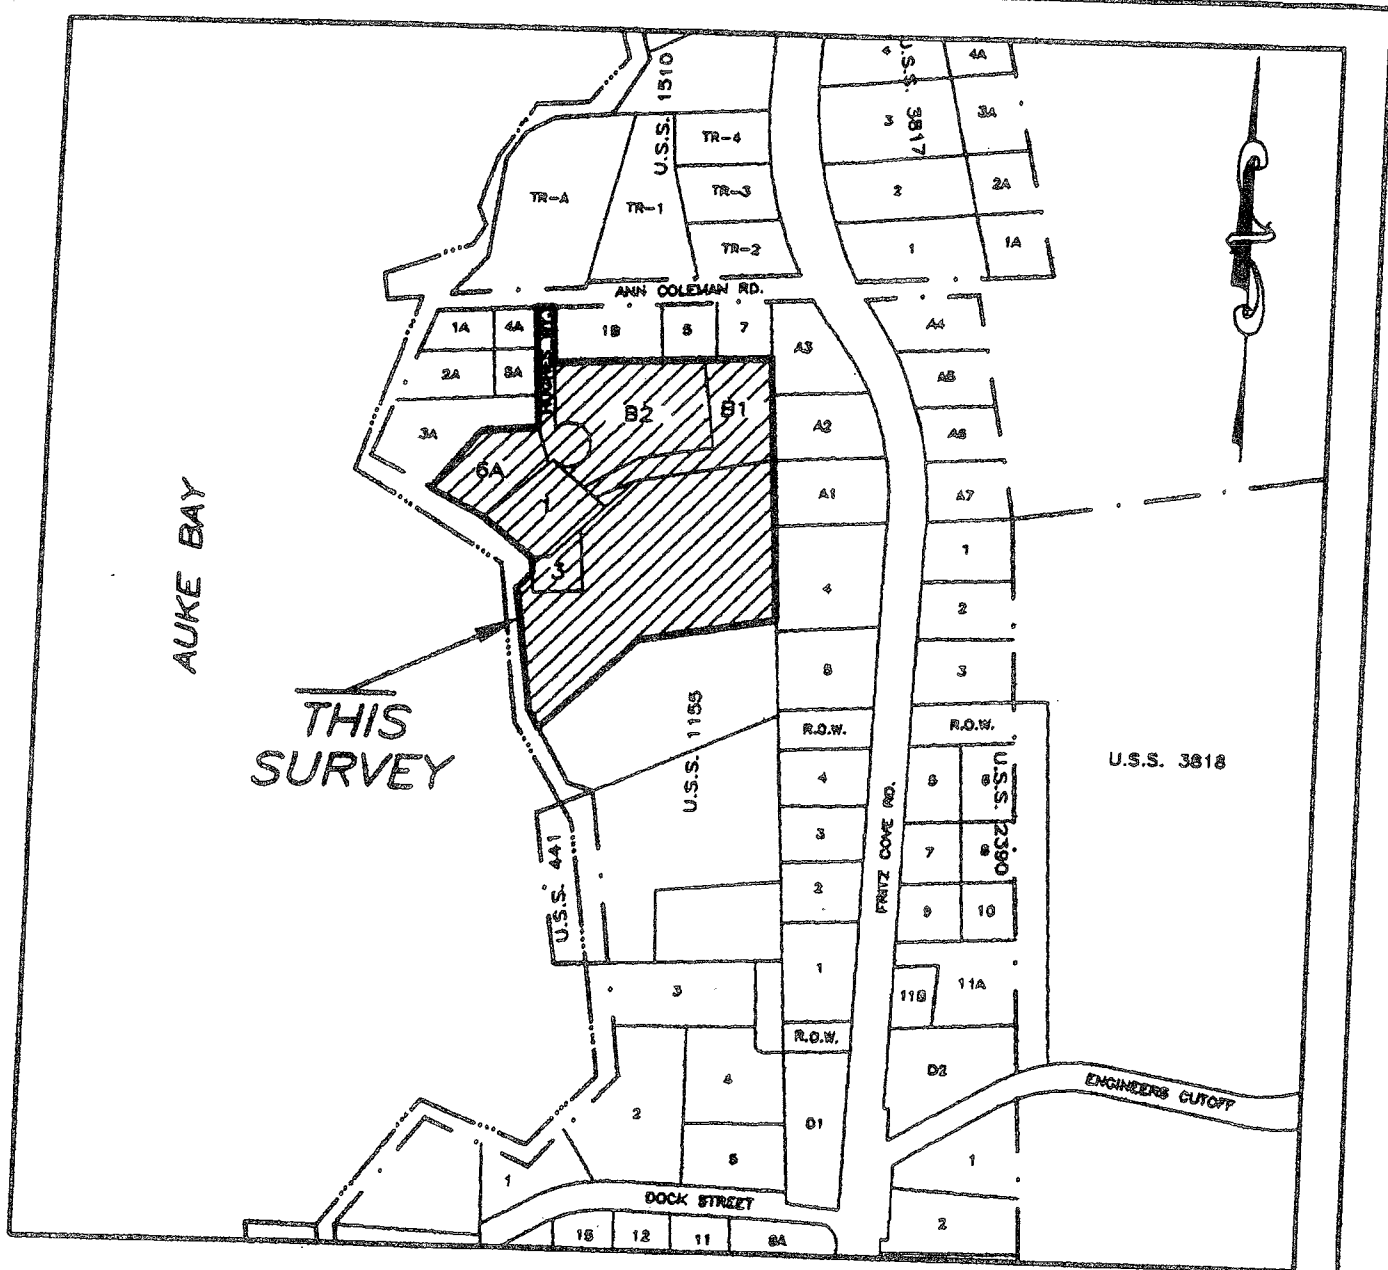 U.S.S. 1510
TR-A
TR-1
TR-4
TR-3
TR-2
4
4A
U.S.S. 3817
3
3A
2
2A
1
1A
ANN COLEMAN RD.
1A
4A
2A
5A
3A
1B
6
7
A3
A4
A5
B2
B1
A2
A6
6A
A1
A7
3
AUKE BAY
THIS
SURVEY
1
4
2
5
3
U.S.S. 1155
R.O.W.
R.O.W.
U.S.S. 3818
4
3
2
1
FRITZ COVE RD.
U.S.S. 2390
7
9
10
U.S.S. 441
3
11B
11A
R.O.W.
D2
ENGINEERS CUTOFF
4
2
D1
5
1
1
DOCK STREET
2
12
11